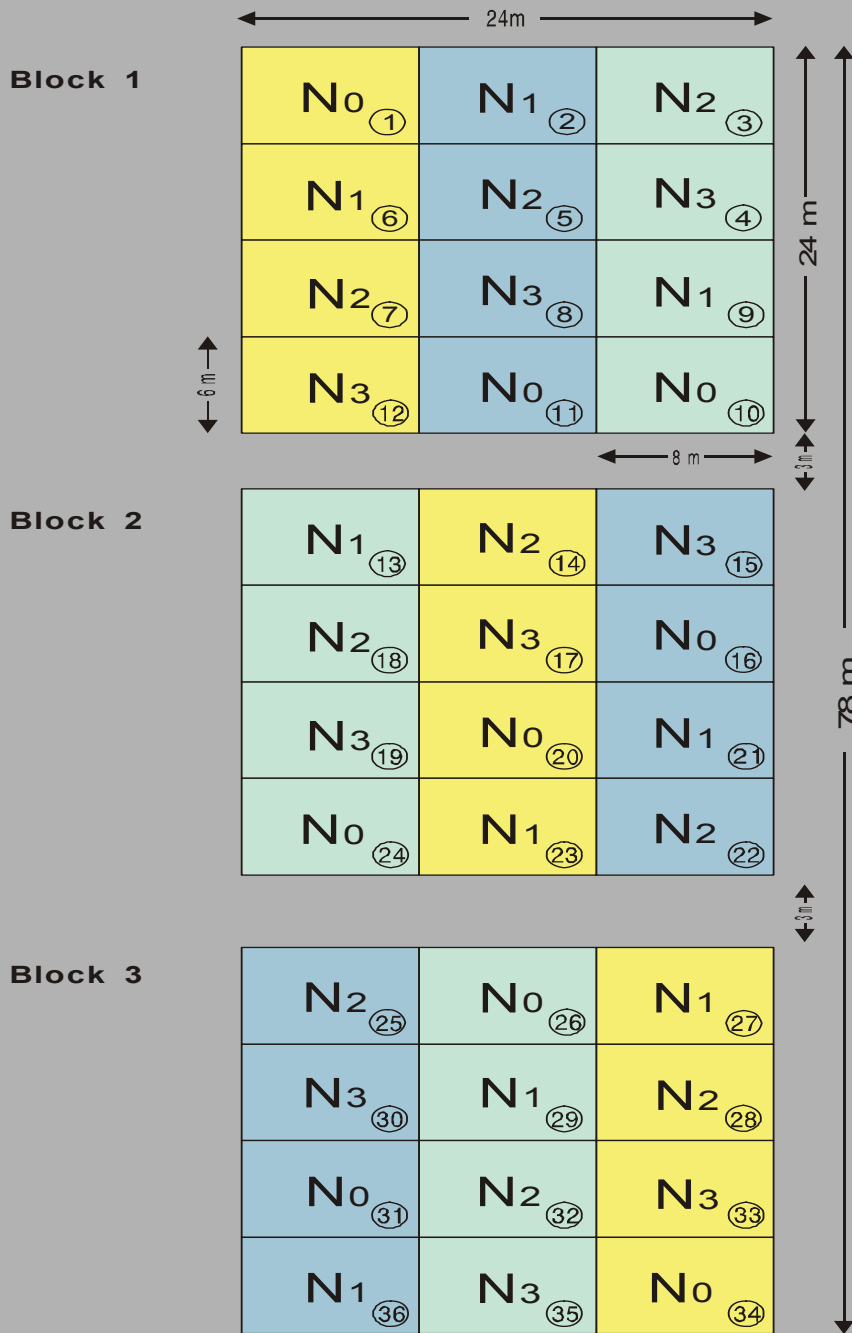 24m
Block 1
N0 1 N1 2 N2 3
N1 6 N2 5 N3 4
24 m
N2 7 N3 8 N1 9
6 m
N3 12 N0 11 N0 10
8 m
3m
Block 2
N1 13 N2 14 N3 15
N2 18 N3 17 N0 16
78 m
N3 19 N0 20 N1 21
N0 24 N1 23 N2 22
3m
Block 3
N2 25 N0 26 N1 27
N3 30 N1 29 N2 28
N0 31 N2 32 N3 33
N1 36 N3 35 N0 34